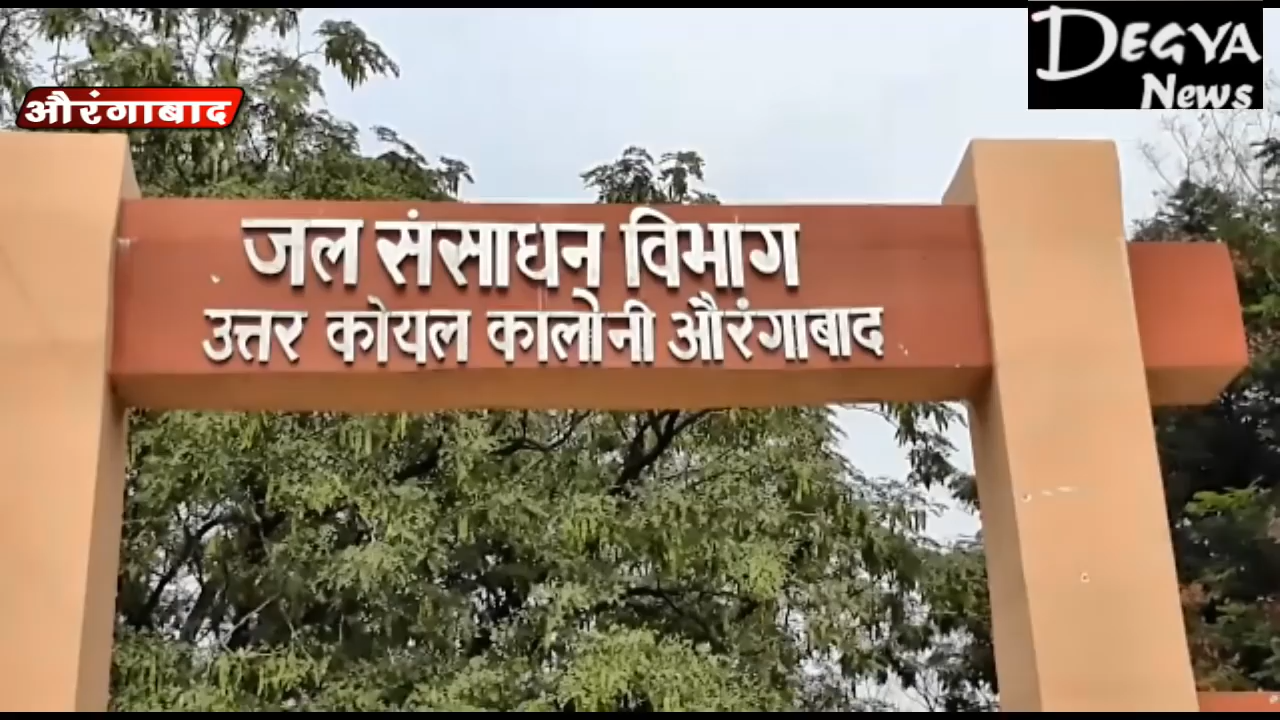 DEGYA
NEWS
औरंगाबाद
जल संसाधन विभाग
उत्तर कोयल कालोनी औरंगाबाद